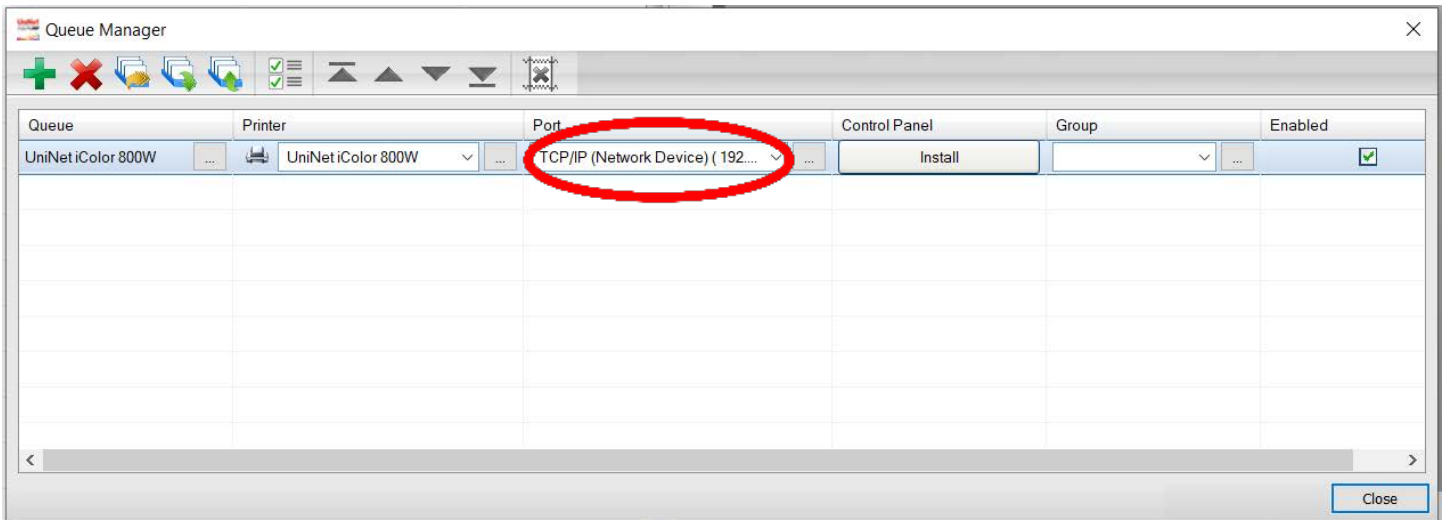 Queue Manager
Queue Printer Port Control Panel Group Enabled
UniNet iColor 800W ... UniNet iColor 800W ... TCP/IP (Network Device) ( 192.... ... Install ...
Close